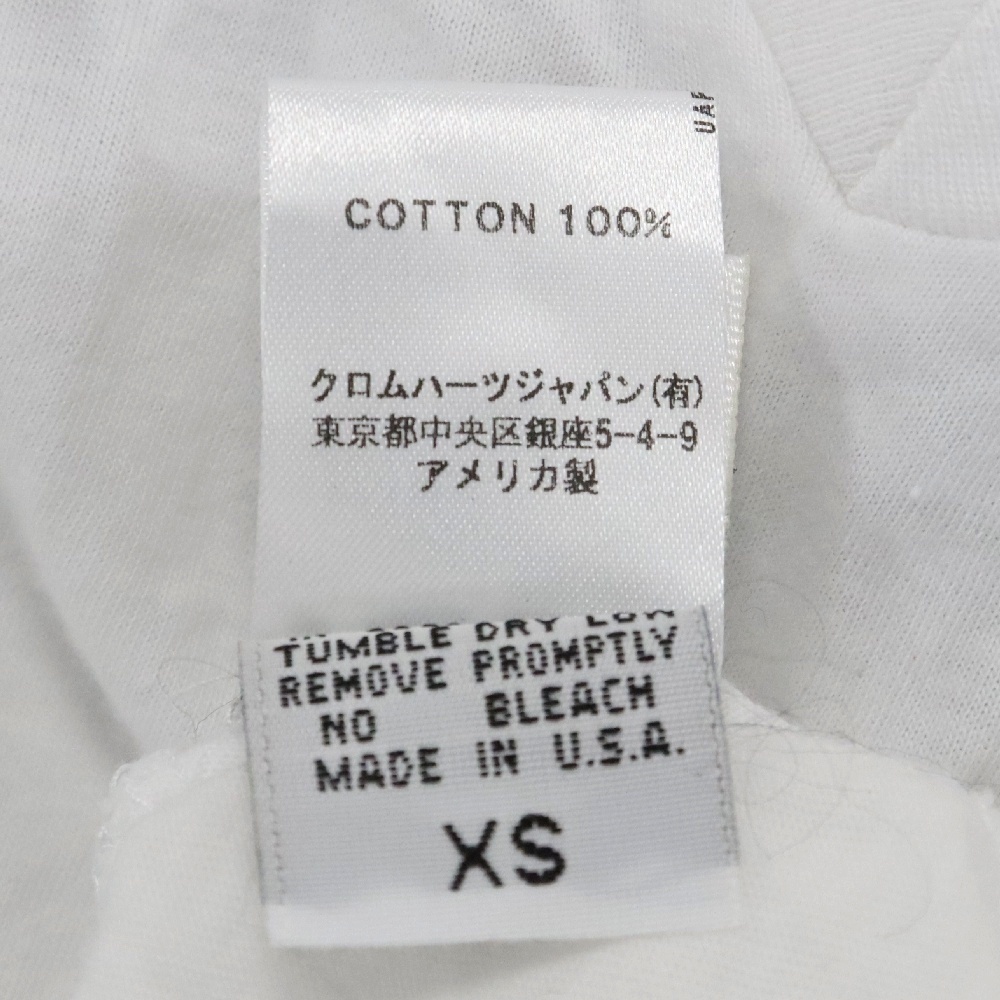 COTTON 100%
クロムハーツジャパン(有)
東京都中央区銀座5-4-9
アメリカ製
TUMBLE DRY LOW
REMOVE PROMPTLY
NO BLEACH
MADE IN U.S.A.
XS